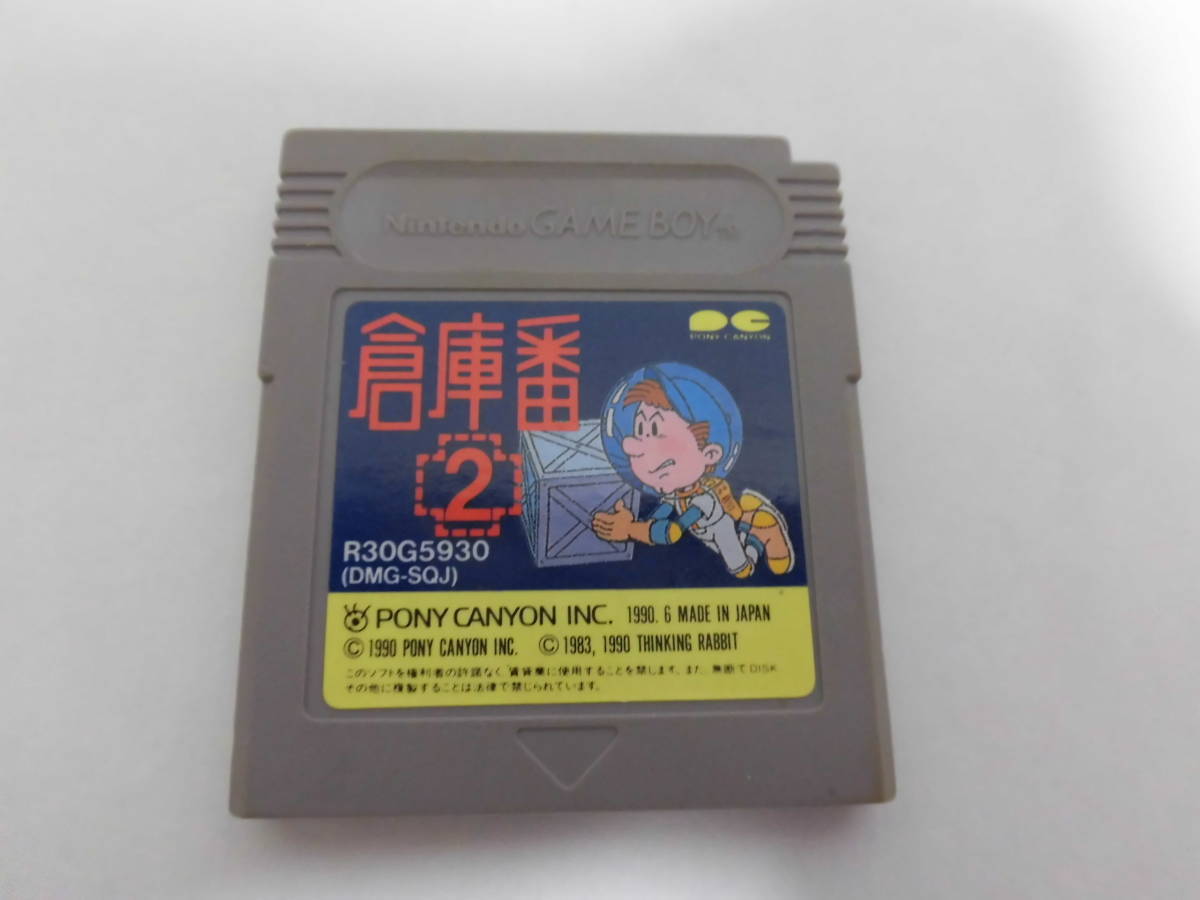 Nintendo GAME BOY TM
倉庫番
2
PC
PONY CANYON
R30G5930
(DMG-SQJ)
PONY CANYON INC. 1990. 6 MADE IN JAPAN
© 1990 PONY CANYON INC. © 1983, 1990 THINKING RABBIT
このソフトを権利者の許諾なく賃貸業に使用することを禁します。また、無断でDISK
その他に複製することは法律で禁じられています。